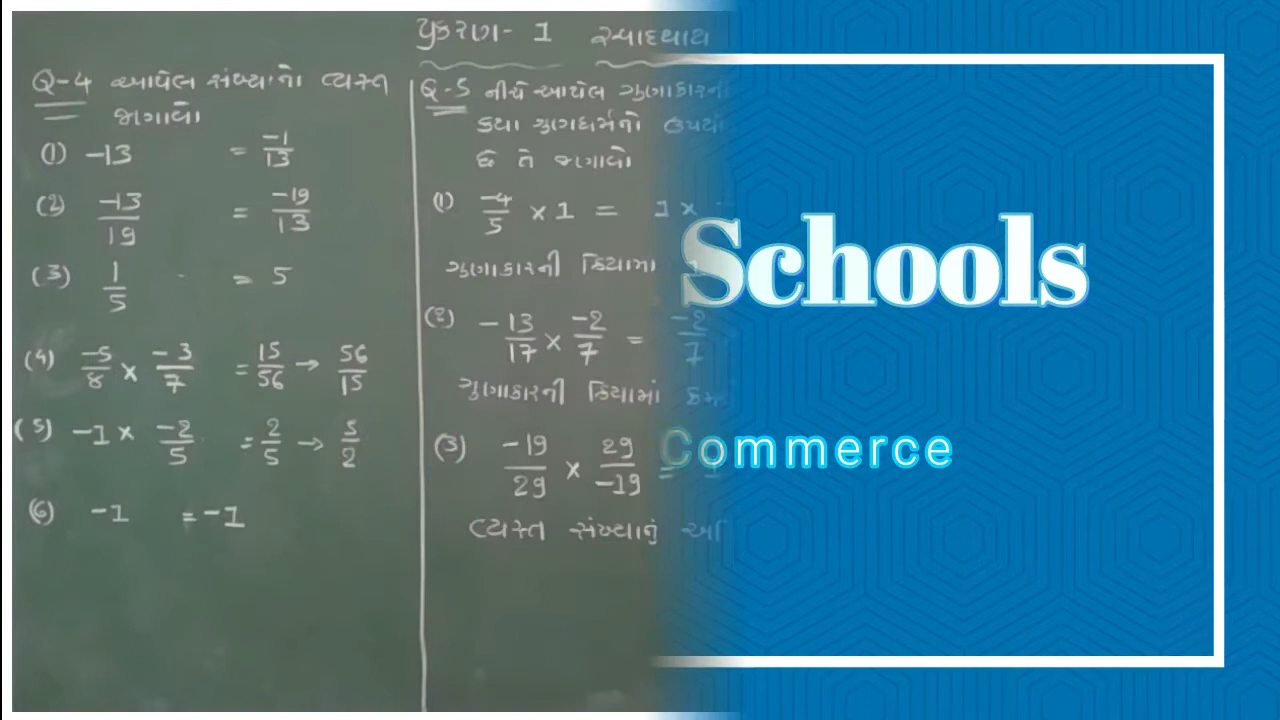 પ્રકરણ - 1 સ્વાધ્યાય
Q-4 આપેલ સંખ્યાનો વ્યસ્ત
જણાવો
(1) -13 = -1/13
(2) -13/19 = -19/13
(3) 1/5 = 5
(4) -5/8 × -3/7 = 15/56 → 56/15
(5) -1 × -2/5 = 2/5 → 5/2
(6) -1 = -1
Q-5 નીચે આપેલ ગુણાકારની
કયા ગુણધર્મનો
છે તે જણાવો
(1) -4/5 × 1 = 1 ×
ગુણાકારની ક્રિયામાં
(2) -13/17 × -2/7 = -2/7
ગુણાકારની ક્રિયામાં
(3) -19/29 × 29/-19 =
વ્યસ્ત સંખ્યાનું
Schools
Commerce